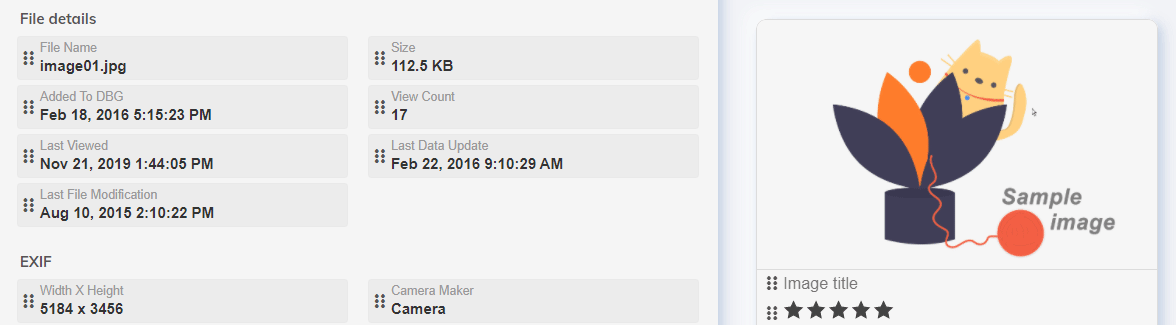 File details
File Name
image01.jpg
Size
112.5 KB
Added To DBG
Feb 18, 2016 5:15:23 PM
View Count
17
Last Viewed
Nov 21, 2019 1:44:05 PM
Last Data Update
Feb 22, 2016 9:10:29 AM
Last File Modification
Aug 10, 2015 2:10:22 PM
EXIF
Width X Height
5184 x 3456
Camera Maker
Camera
Sample
image
Image title